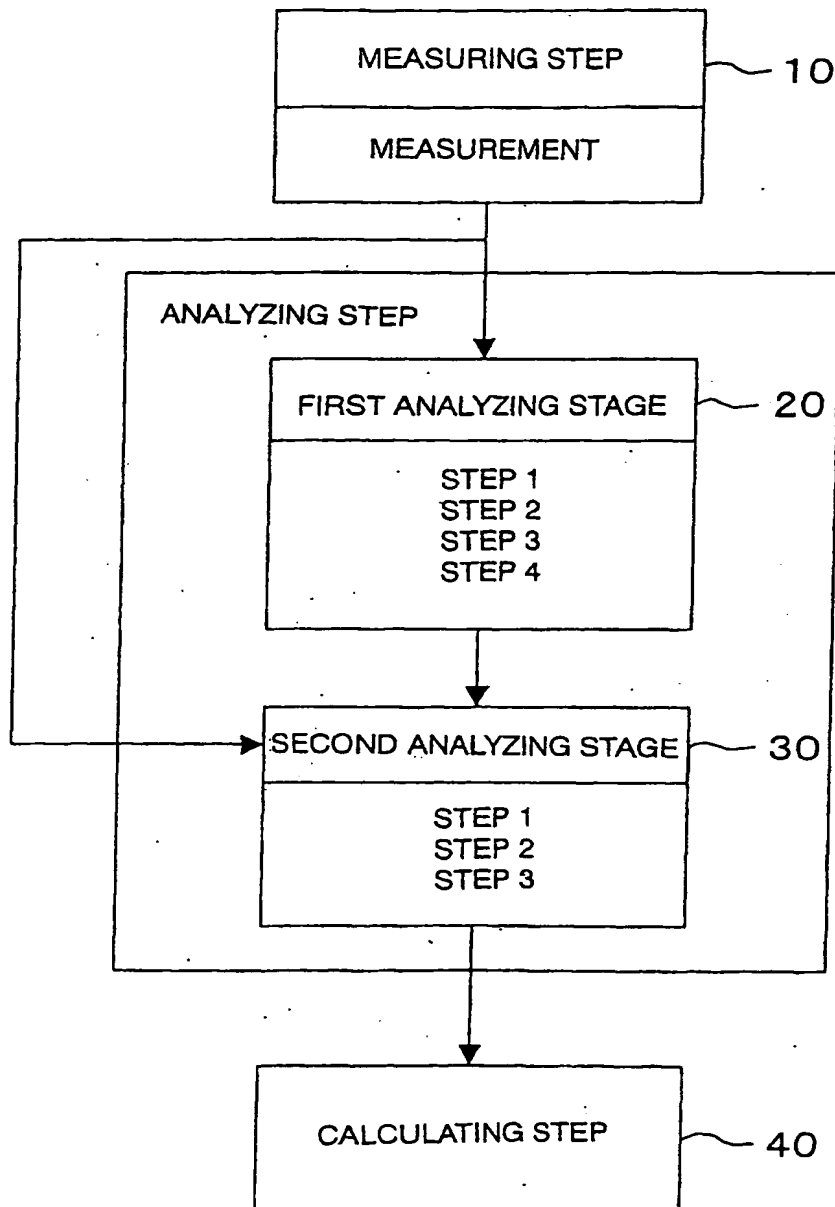 MEASURING STEP
10
MEASUREMENT
ANALYZING STEP
FIRST ANALYZING STAGE
20
STEP 1
STEP 2
STEP 3
STEP 4
SECOND ANALYZING STAGE
30
STEP 1
STEP 2
STEP 3
CALCULATING STEP
40